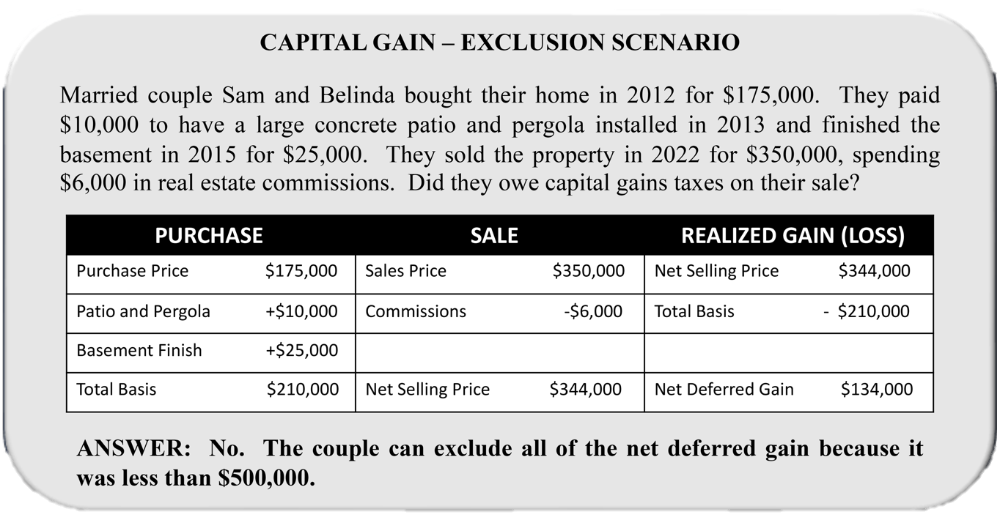 CAPITAL GAIN – EXCLUSION SCENARIO
Married couple Sam and Belinda bought their home in 2012 for $175,000. They paid
$10,000 to have a large concrete patio and pergola installed in 2013 and finished the
basement in 2015 for $25,000. They sold the property in 2022 for $350,000, spending
$6,000 in real estate commissions. Did they owe capital gains taxes on their sale?
PURCHASE SALE REALIZED GAIN (LOSS)
Purchase Price $175,000 Sales Price $350,000 Net Selling Price $344,000
Patio and Pergola +$10,000 Commissions -$6,000 Total Basis - $210,000
Basement Finish +$25,000
Total Basis $210,000 Net Selling Price $344,000 Net Deferred Gain $134,000
ANSWER: No. The couple can exclude all of the net deferred gain because it
was less than $500,000.